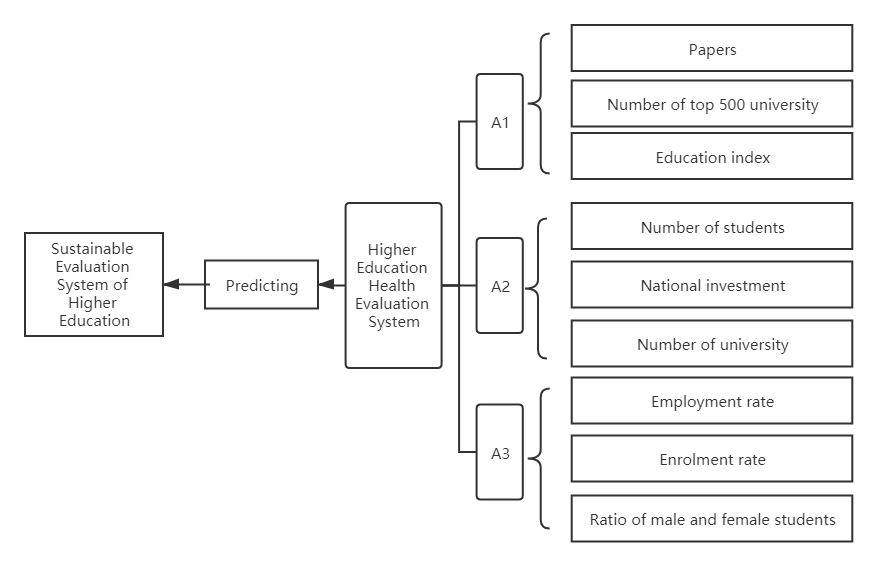 Sustainable
Evaluation
System of
Higher
Education
Predicting
Higher
Education
Health
Evaluation
System
A1
Papers
Number of top 500 university
Education index
A2
Number of students
National investment
Number of university
A3
Employment rate
Enrolment rate
Ratio of male and female students